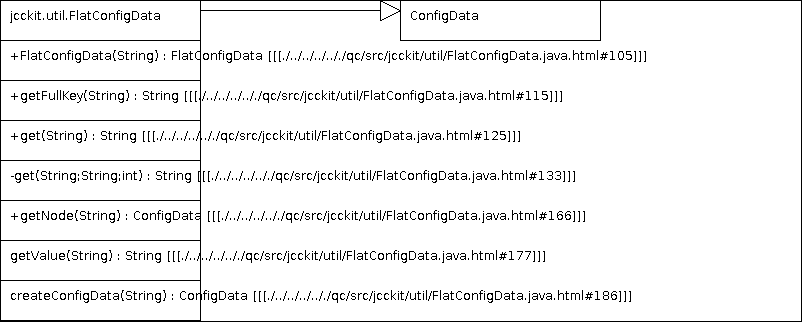 jcckit.util.FlatConfigData
ConfigData
+FlatConfigData(String) : FlatConfigData [[[./../../../../../qc/src/jcckit/util/FlatConfigData.java.html#105]]]
+getFullKey(String) : String [[[./../../../../../qc/src/jcckit/util/FlatConfigData.java.html#115]]]
+get(String) : String [[[./../../../../../qc/src/jcckit/util/FlatConfigData.java.html#125]]]
-get(String;String;int) : String [[[./../../../../../qc/src/jcckit/util/FlatConfigData.java.html#133]]]
+getNode(String) : ConfigData [[[./../../../../../qc/src/jcckit/util/FlatConfigData.java.html#166]]]
getValue(String) : String [[[./../../../../../qc/src/jcckit/util/FlatConfigData.java.html#177]]]
createConfigData(String) : ConfigData [[[./../../../../../qc/src/jcckit/util/FlatConfigData.java.html#186]]]